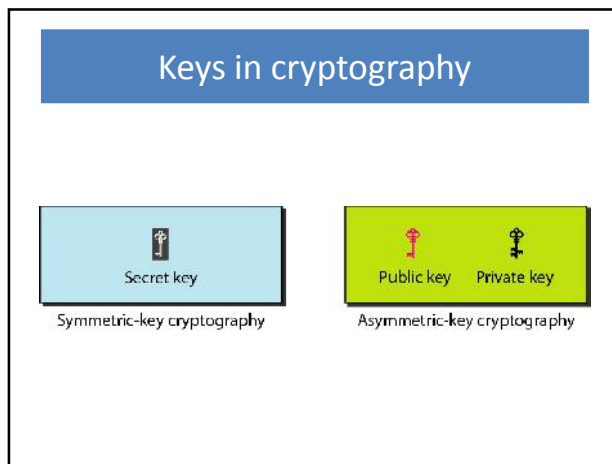 Keys in cryptography
Secret key
Symmetric-key cryptography
Public key
Private key
Asymmetric-key cryptography